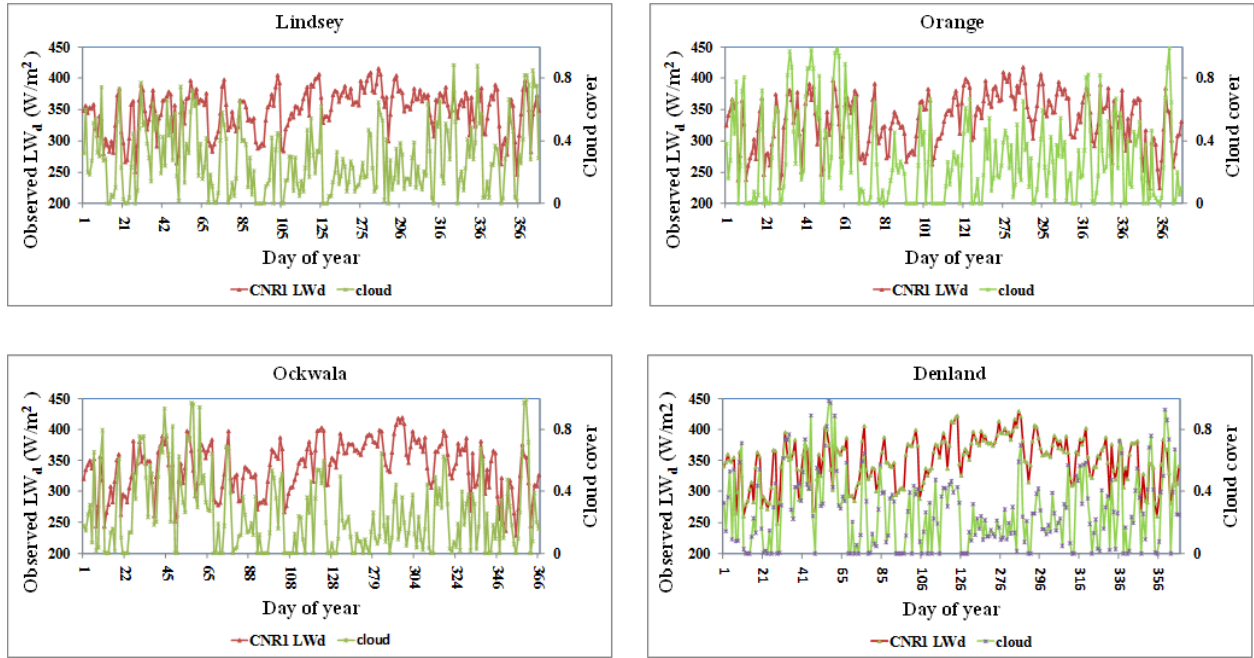 Lindsey
Observed LWd (W/m2 )
450
400
350
300
250
200
0.8
0.4
0
Cloud cover
1 21 42 65 85 105 125 275 296 316 336 356
Day of year
CNR1 LWd cloud
Orange
Observed LWd (W/m2 )
450
400
350
300
250
200
0.8
0.4
0
Cloud cover
1 21 41 61 81 101 121 275 295 316 336 356
Day of year
CNR1 LWd cloud
Ockwala
Observed LWd (W/m2 )
450
400
350
300
250
200
0.8
0.4
0
Cloud cover
1 22 45 65 88 108 128 279 304 324 346 366
Day of year
CNR1 LWd cloud
Denland
Observed LWd (W/m2)
450
400
350
300
250
200
0.8
0.4
0
Cloud cover
1 21 41 65 85 106 126 276 296 316 336 356
Day of year
CNR1 LWd cloud